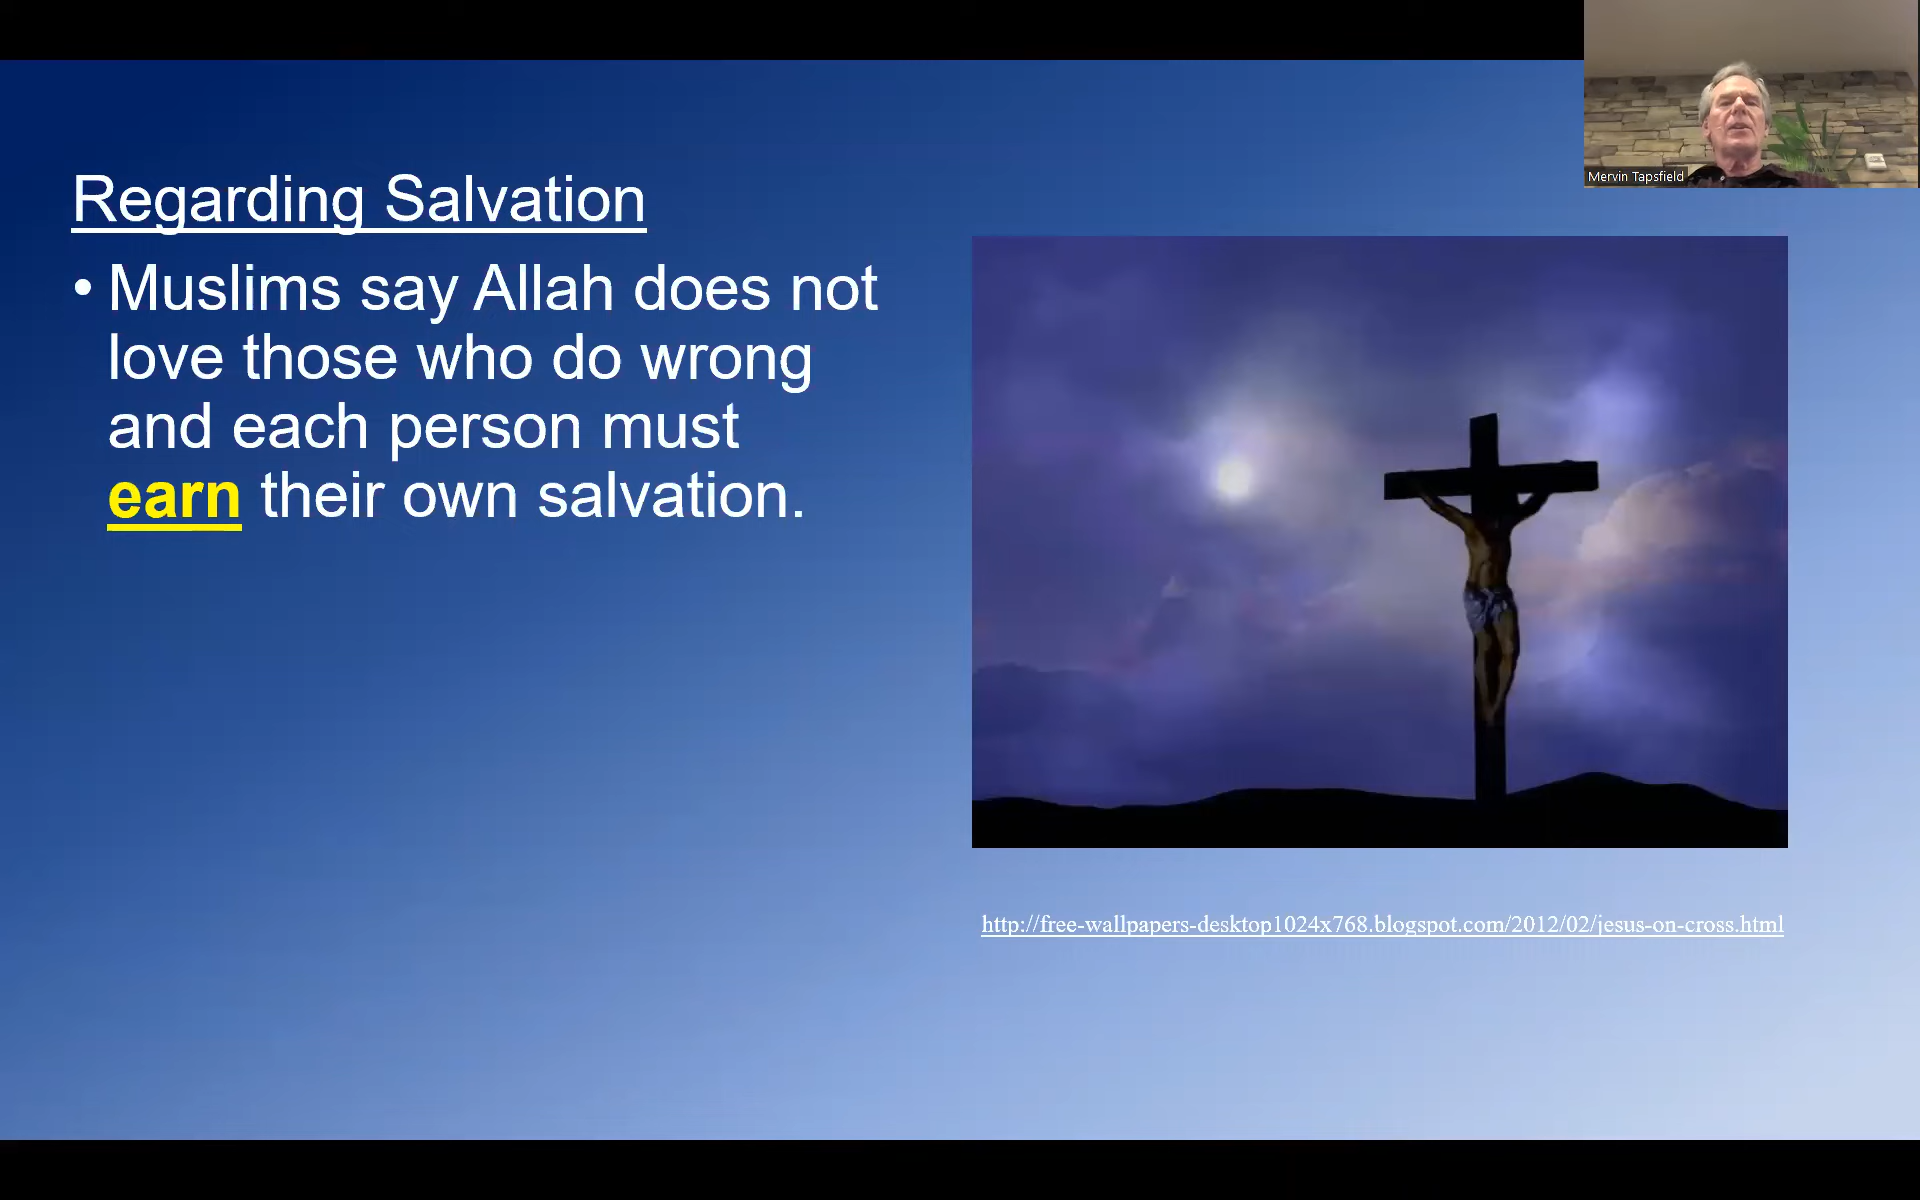 Mervin Tapsfield
Regarding Salvation
• Muslims say Allah does not
love those who do wrong
and each person must
earn their own salvation.
http://free-wallpapers-desktop1024x768.blogspot.com/2012/02/jesus-on-cross.html